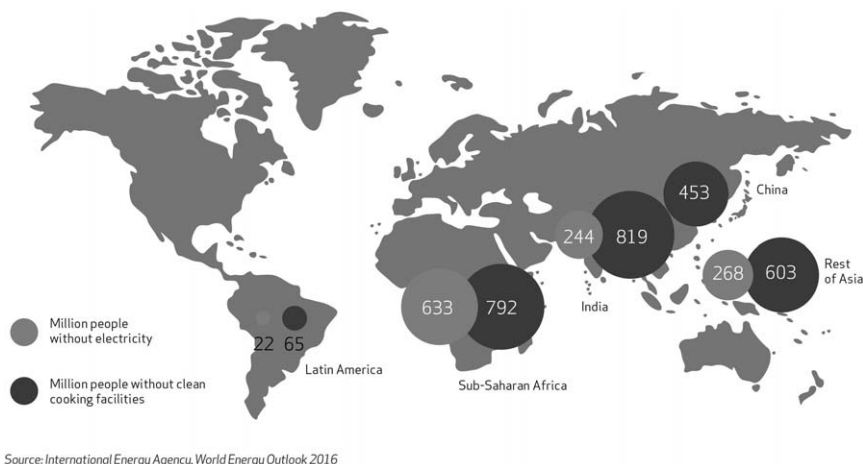 453
China
244
819
268
603
Rest
of Asia
633
792
India
22
65
Latin America
Sub-Saharan Africa
Million people
without electricity
Million people without clean
cooking facilities
Source: International Energy Agency, World Energy Outlook 2016